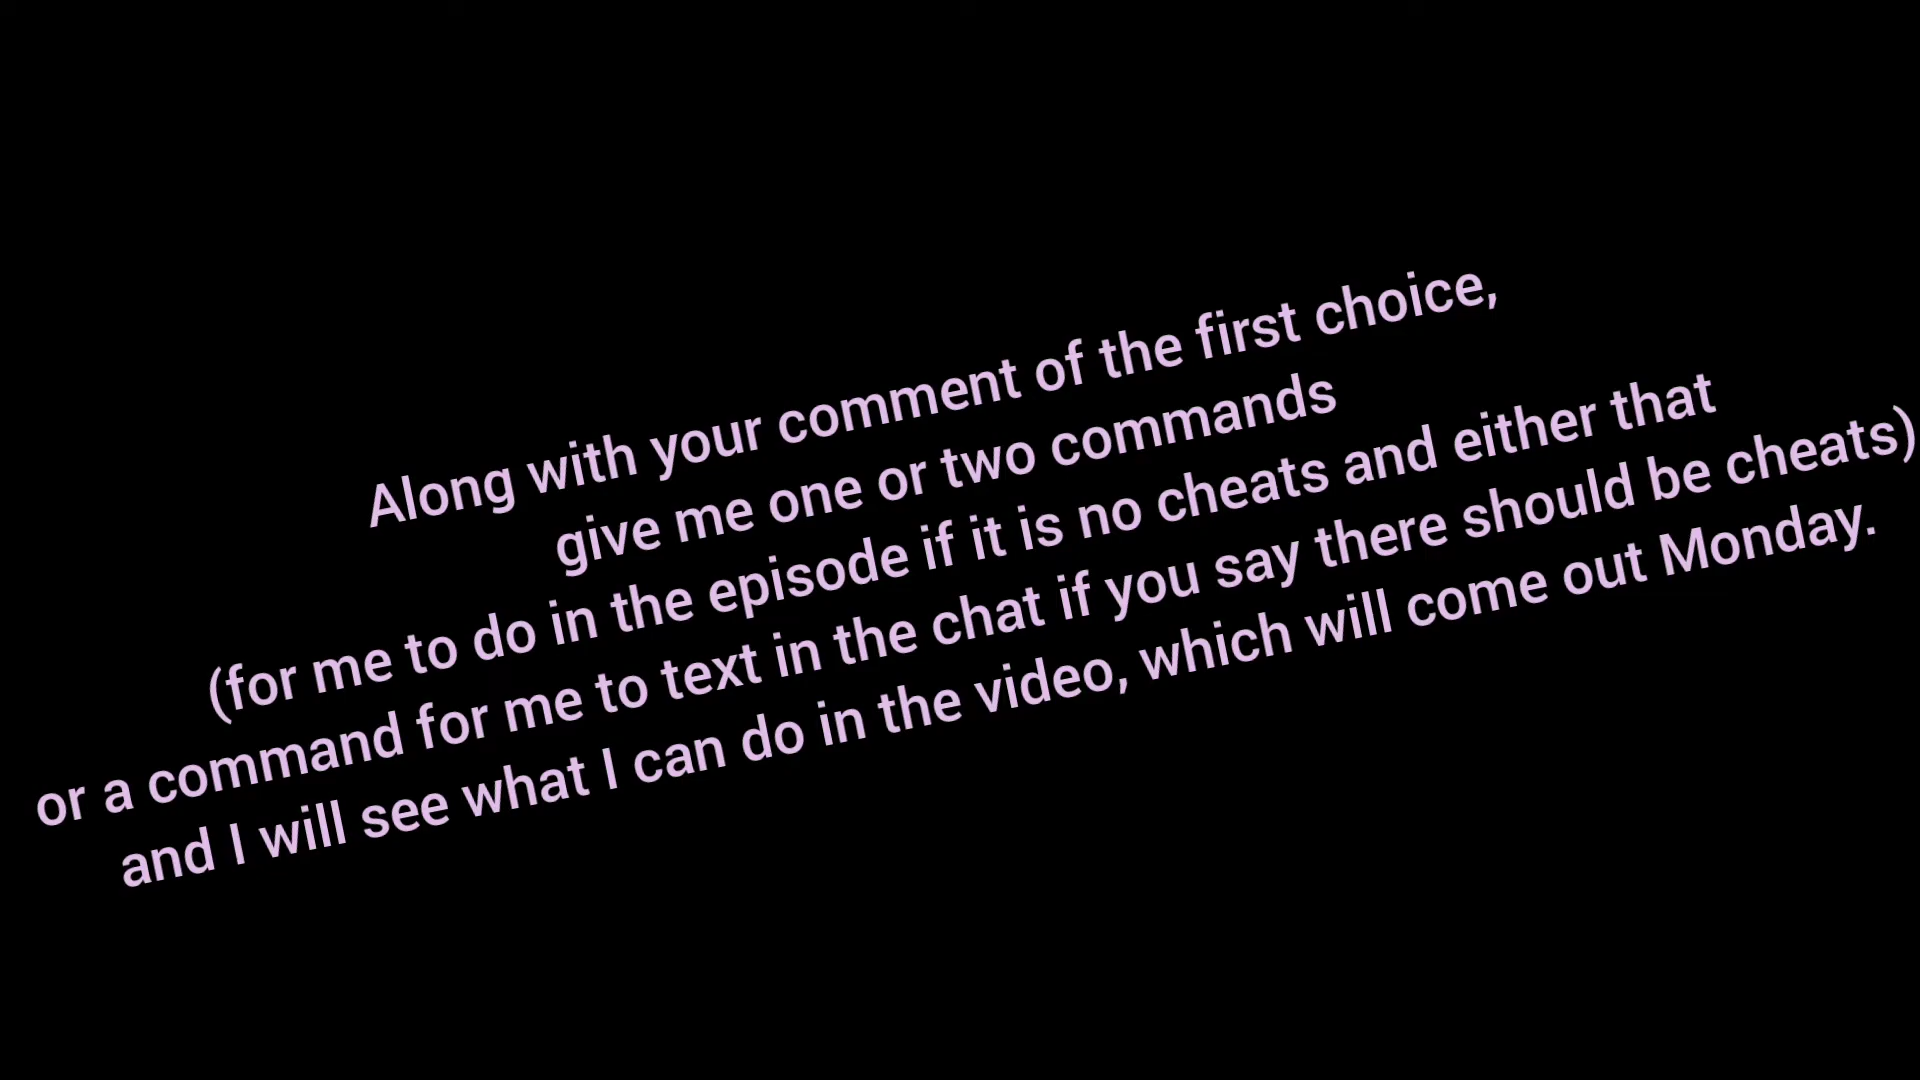 Along with your comment of the first choice,
give me one or two commands
(for me to do in the episode if it is no cheats and either that
or a command for me to text in the chat if you say there should be cheats)
and I will see what I can do in the video, which will come out Monday.